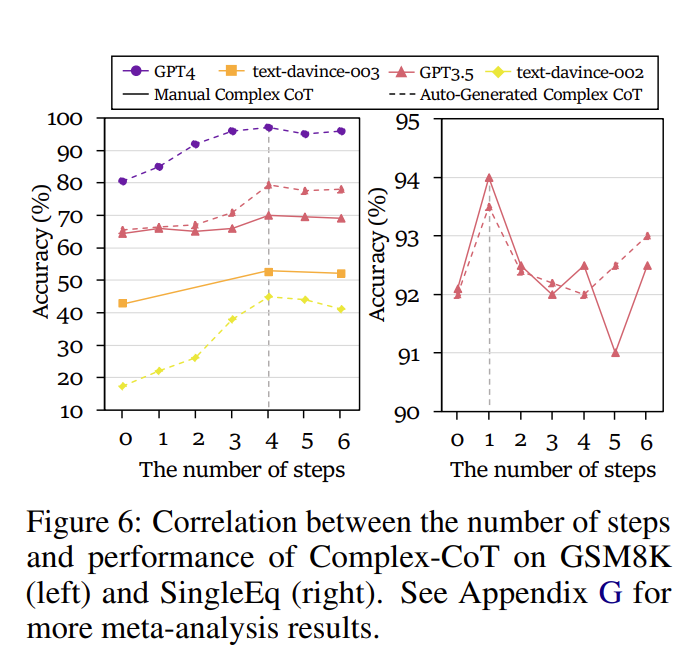 GPT4 text-davince-003 GPT3.5 text-davince-002
Manual Complex CoT Auto-Generated Complex CoT
Accuracy (%)
100
90
80
70
60
50
40
30
20
10
0 1 2 3 4 5 6
The number of steps
Accuracy (%)
95
94
93
92
91
90
0 1 2 3 4 5 6
The number of steps
Figure 6: Correlation between the number of steps
and performance of Complex-CoT on GSM8K
(left) and SingleEq (right). See Appendix G for
more meta-analysis results.